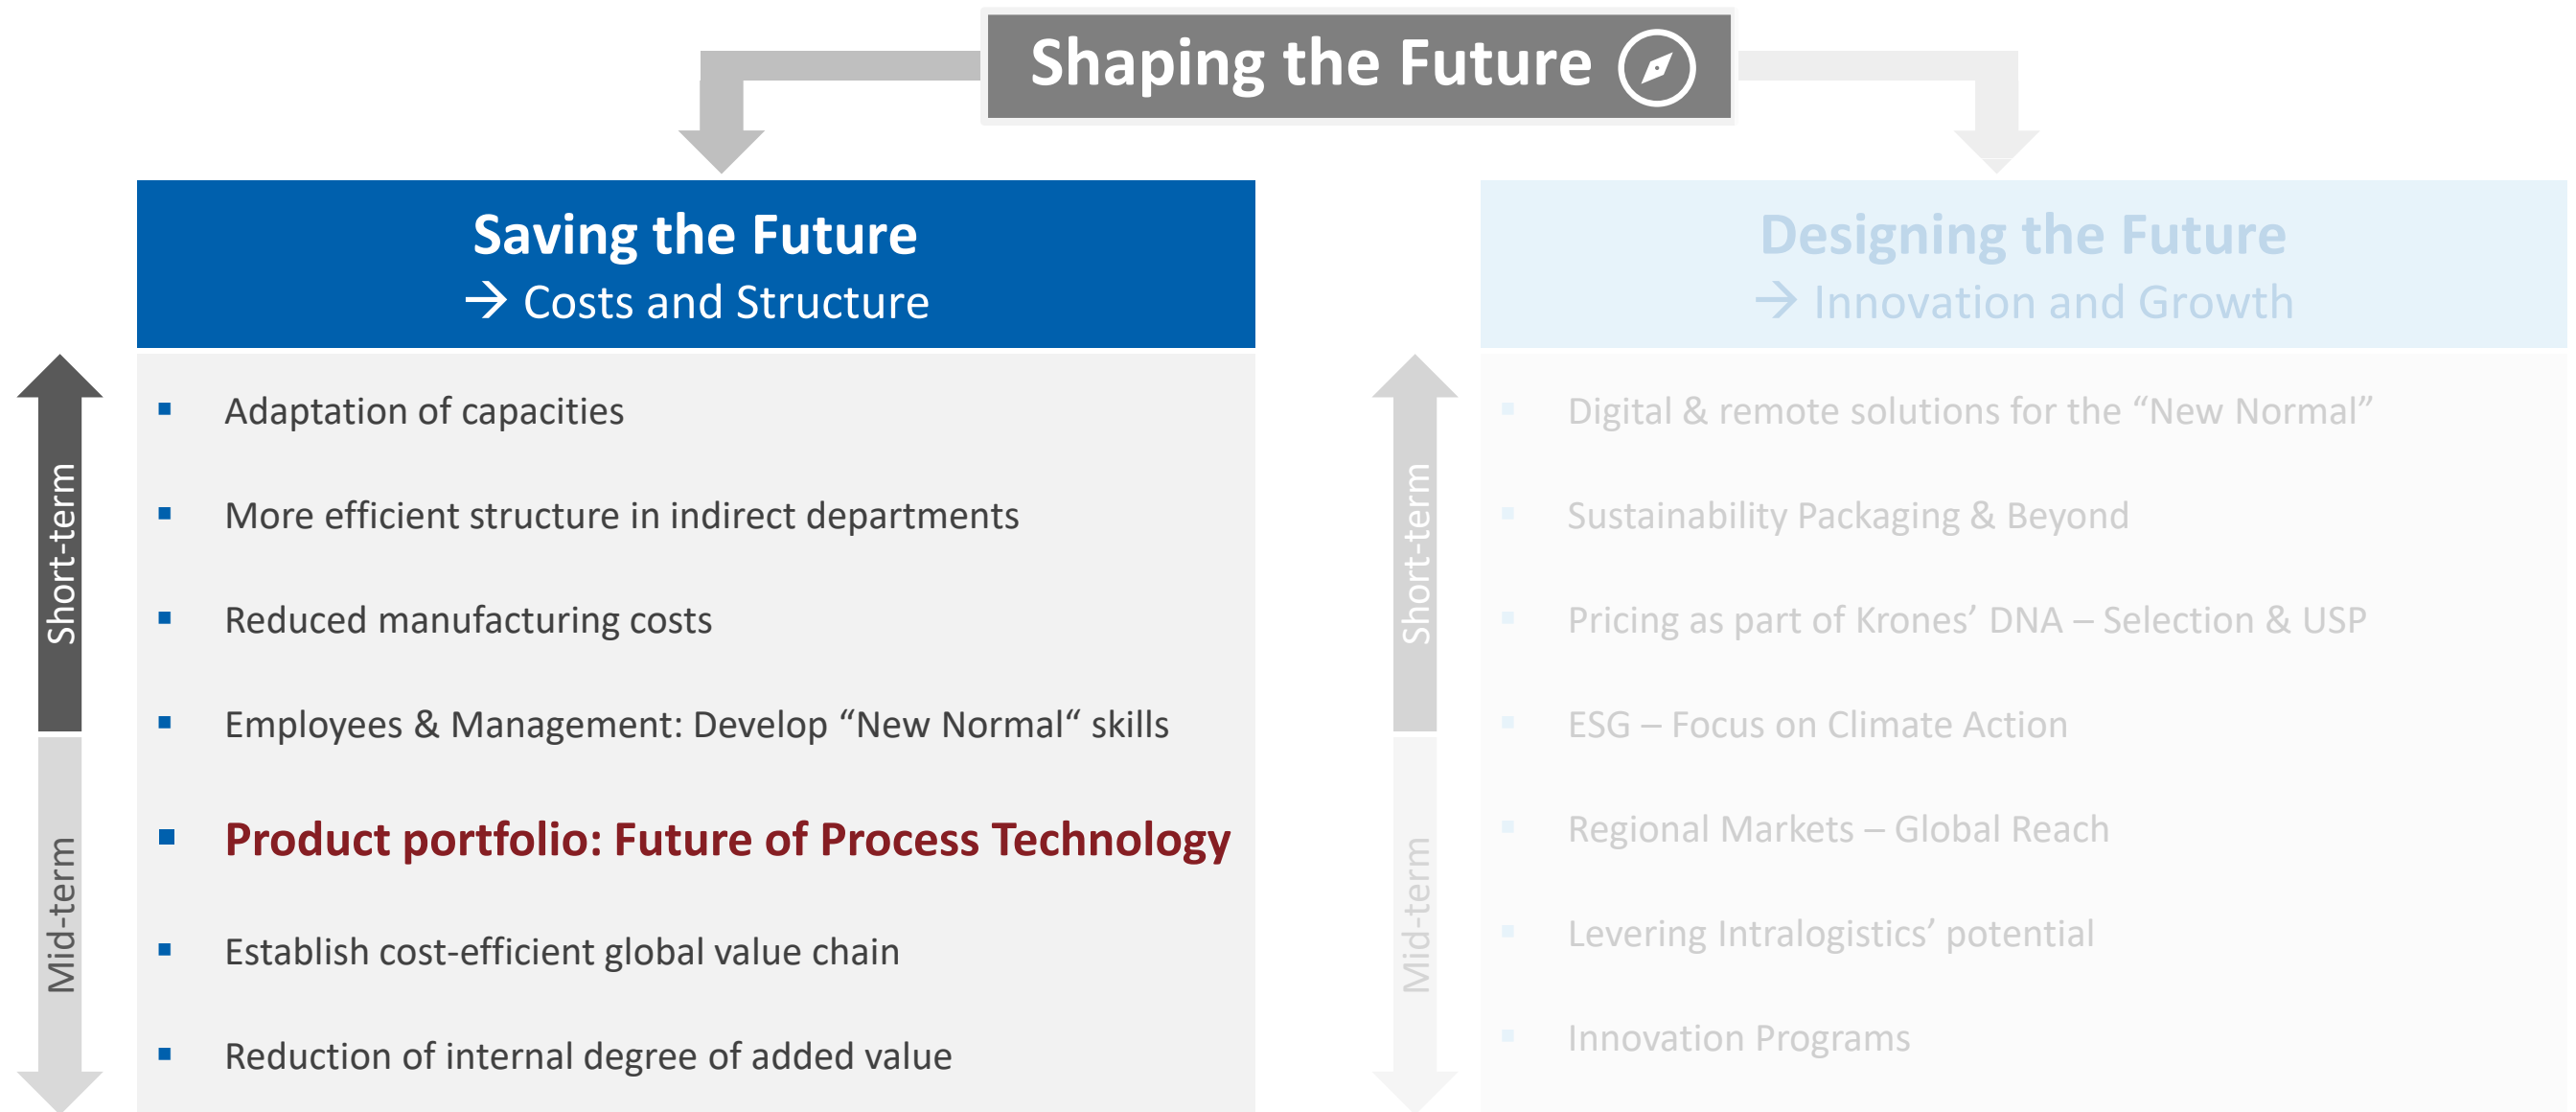 Shaping the Future
Saving the Future
→ Costs and Structure
Short-term
Mid-term
▪ Adaptation of capacities
▪ More efficient structure in indirect departments
▪ Reduced manufacturing costs
▪ Employees & Management: Develop “New Normal“ skills
▪ Product portfolio: Future of Process Technology
▪ Establish cost-efficient global value chain
▪ Reduction of internal degree of added value
Designing the Future
→ Innovation and Growth
Short-term
Mid-term
▪ Digital & remote solutions for the “New Normal”
▪ Sustainability Packaging & Beyond
▪ Pricing as part of Krones’ DNA – Selection & USP
▪ ESG – Focus on Climate Action
▪ Regional Markets – Global Reach
▪ Levering Intralogistics’ potential
▪ Innovation Programs